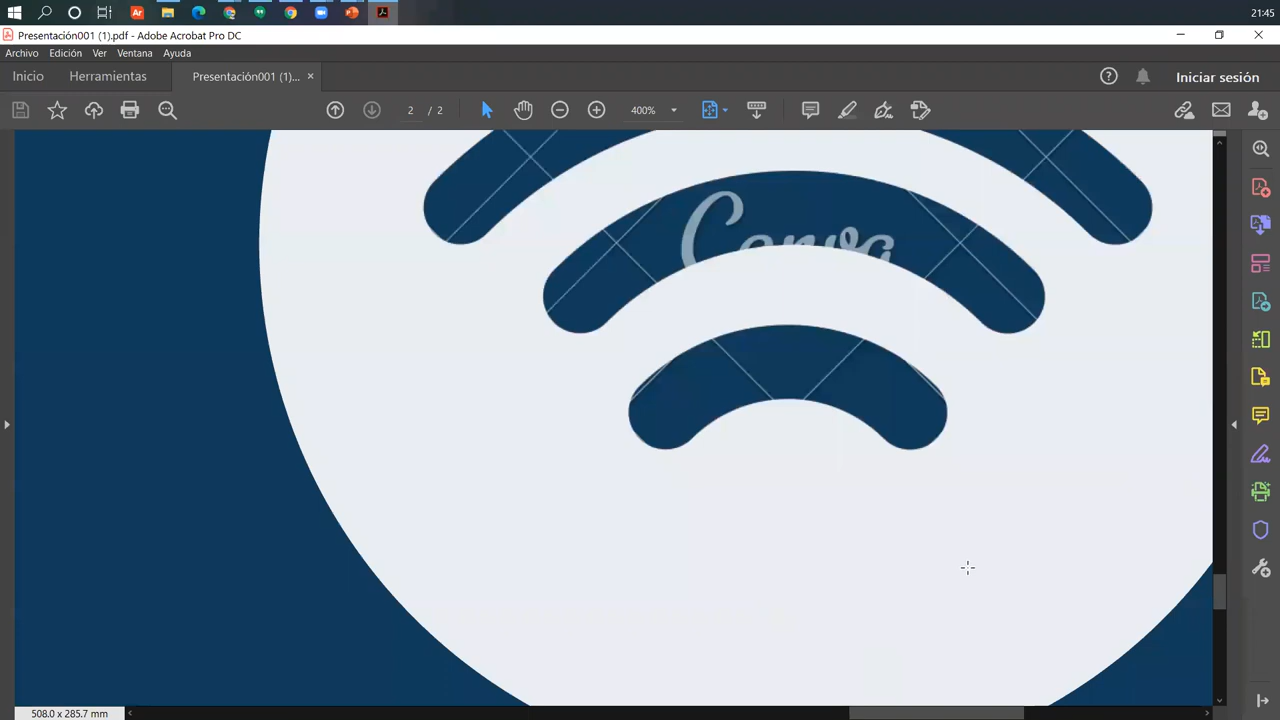 21:45
Presentación001 (1).pdf - Adobe Acrobat Pro DC
Archivo Edición Ver Ventana Ayuda
Inicio Herramientas Presentación001 (1)... × Iniciar sesión
2 / 2 400%
Canva
508.0 x 285.7 mm